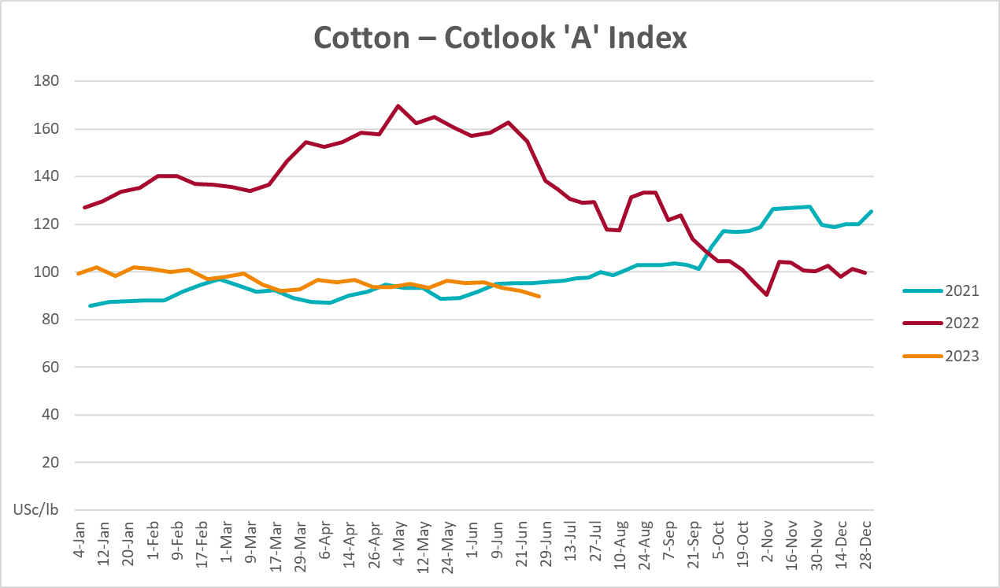 Cotton – Cotlook 'A' Index
180
160
140
120
100
80
60
40
20
USc/lb
4-Jan
12-Jan
20-Jan
1-Feb
9-Feb
17-Feb
1-Mar
9-Mar
17-Mar
29-Mar
6-Apr
14-Apr
26-Apr
4-May
12-May
24-May
1-Jun
9-Jun
21-Jun
29-Jun
13-Jul
27-Jul
10-Aug
24-Aug
7-Sep
21-Sep
5-Oct
19-Oct
2-Nov
16-Nov
30-Nov
14-Dec
28-Dec
2021
2022
2023